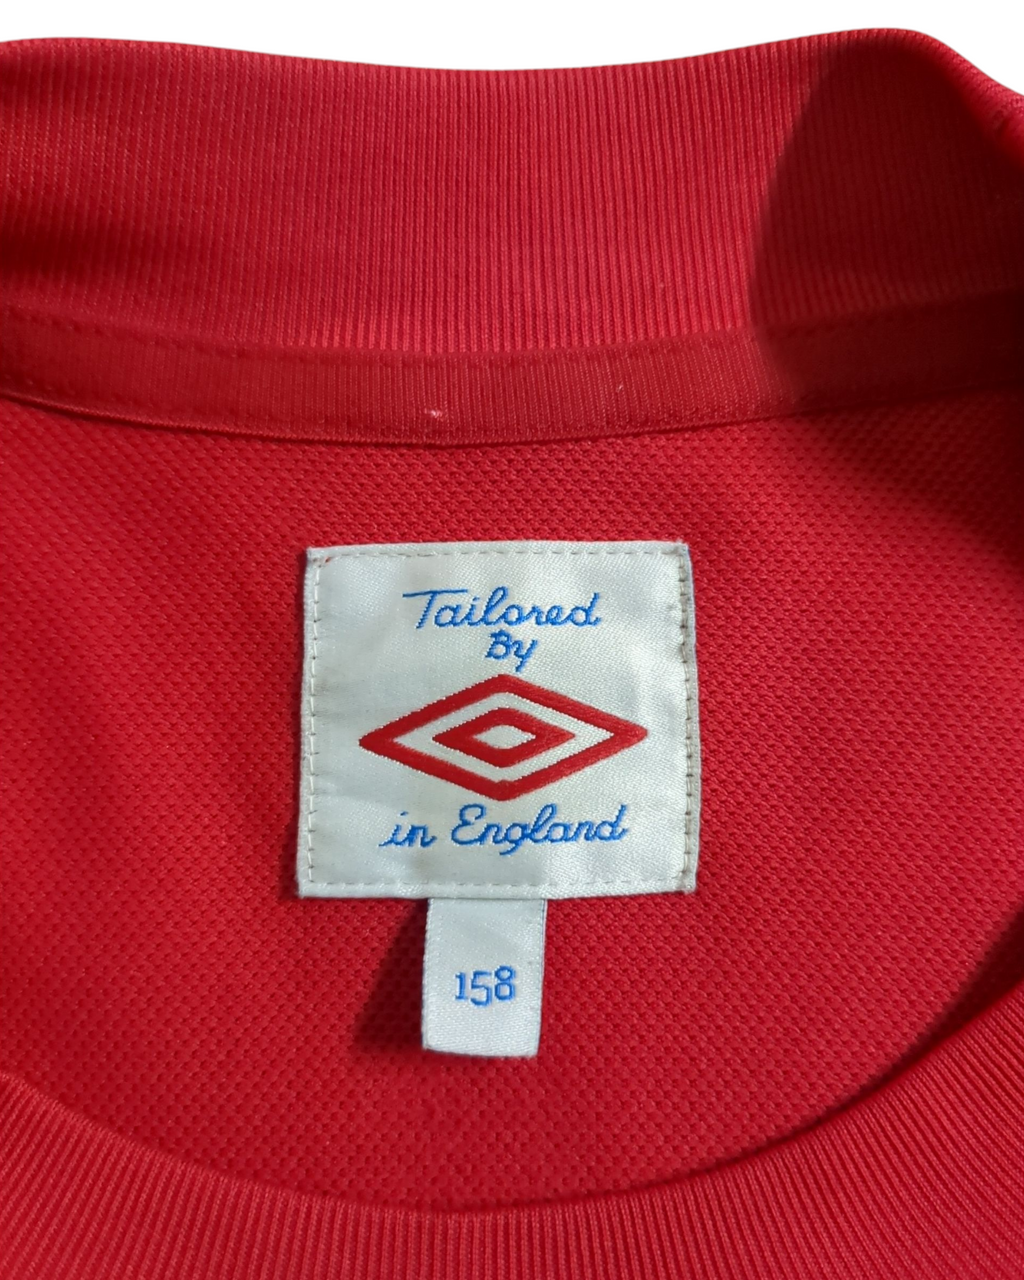 Tailored
By
in England
158